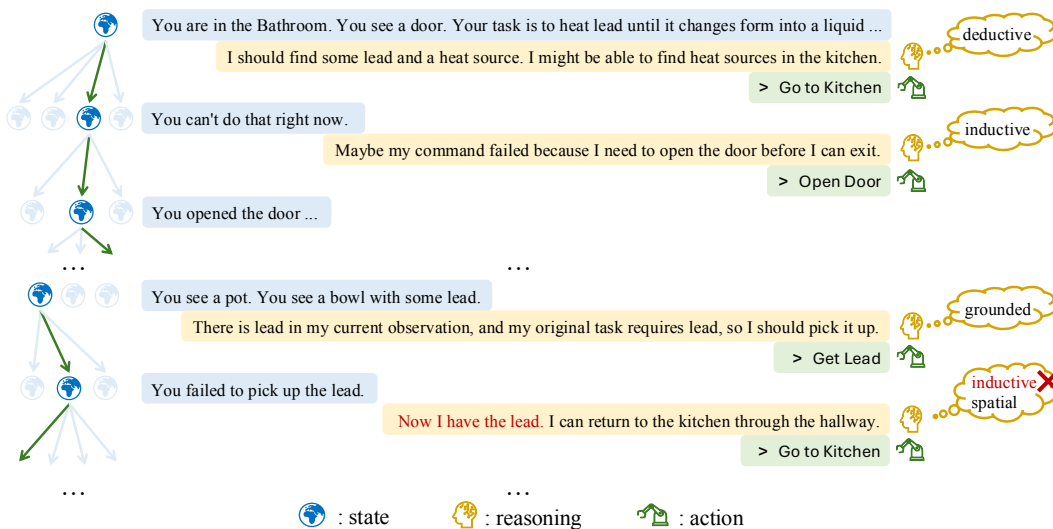 You are in the Bathroom. You see a door. Your task is to heat lead until it changes form into a liquid ...
deductive
I should find some lead and a heat source. I might be able to find heat sources in the kitchen.
> Go to Kitchen
You can't do that right now.
inductive
Maybe my command failed because I need to open the door before I can exit.
> Open Door
You opened the door ...
... ...
You see a pot. You see a bowl with some lead.
grounded
There is lead in my current observation, and my original task requires lead, so I should pick it up.
> Get Lead
You failed to pick up the lead.
inductive
spatial
Now I have the lead. I can return to the kitchen through the hallway.
> Go to Kitchen
... ...
: state : reasoning : action